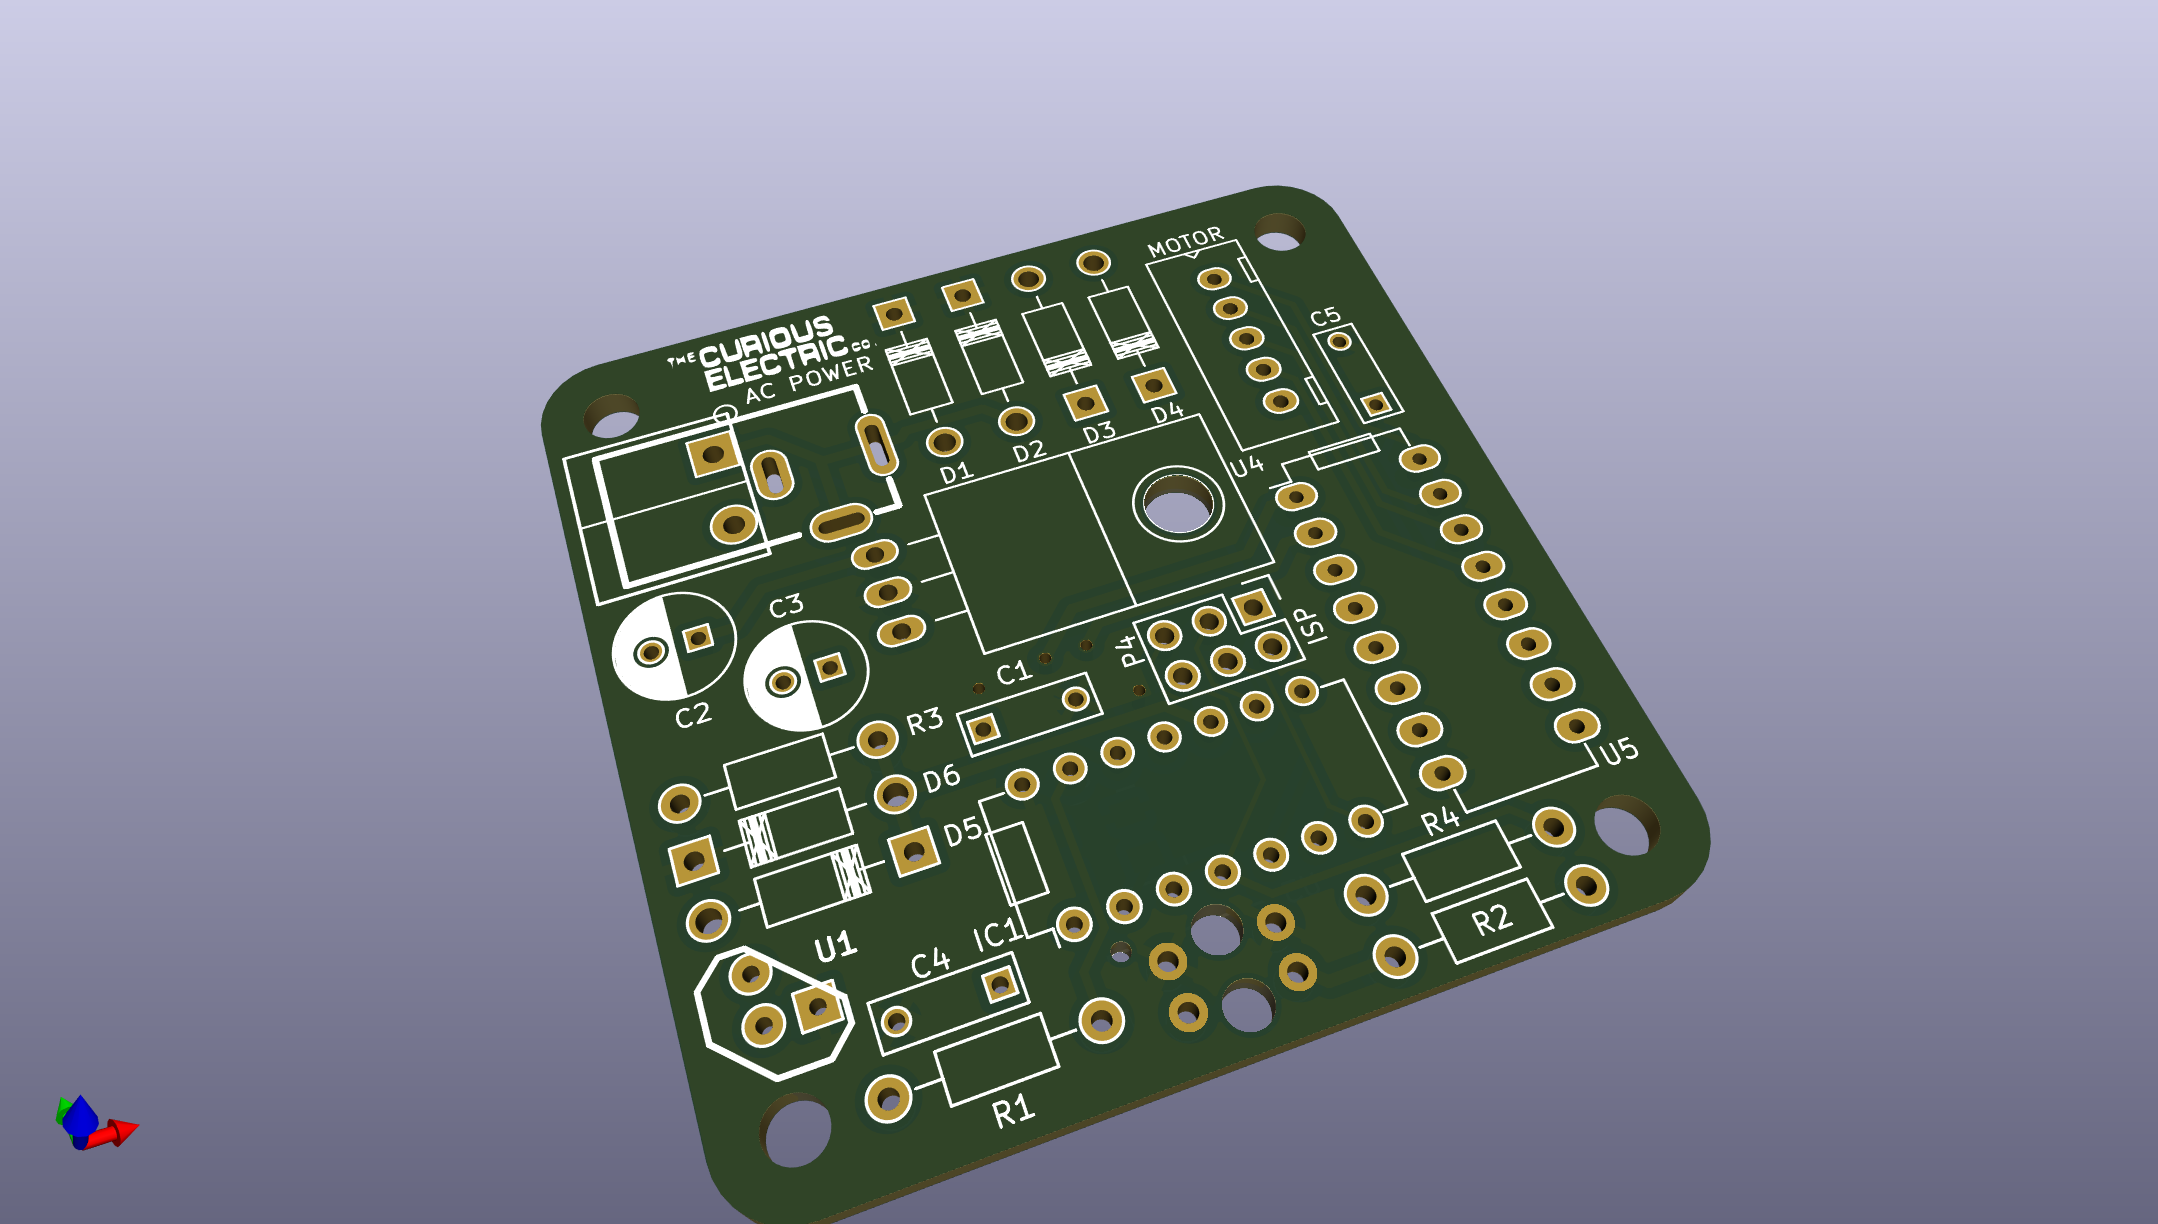 MOTOR
C5
THE CURIOUS
ELECTRIC CO.
AC POWER
D1
D2
D3
D4
U4
C3
C2
P4
ISP
C1
R3
D6
D5
U5
R4
R2
U1
C4
IC1
R1